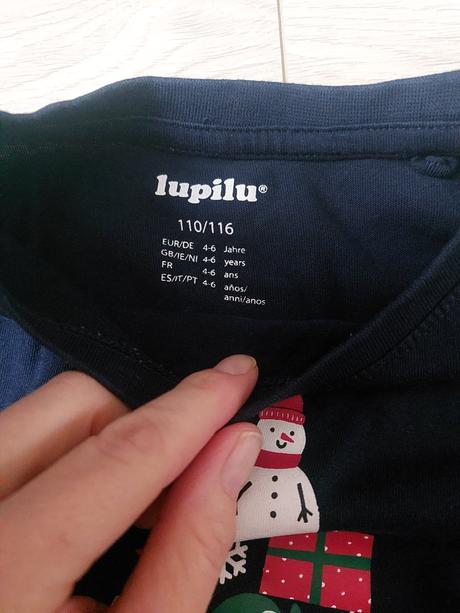 lupilu®
110/116
EUR/DE 4-6 Jahre
GB/IE/NI 4-6 years
FR 4-6 ans
ES/IT/PT 4-6 años/
anni/anos